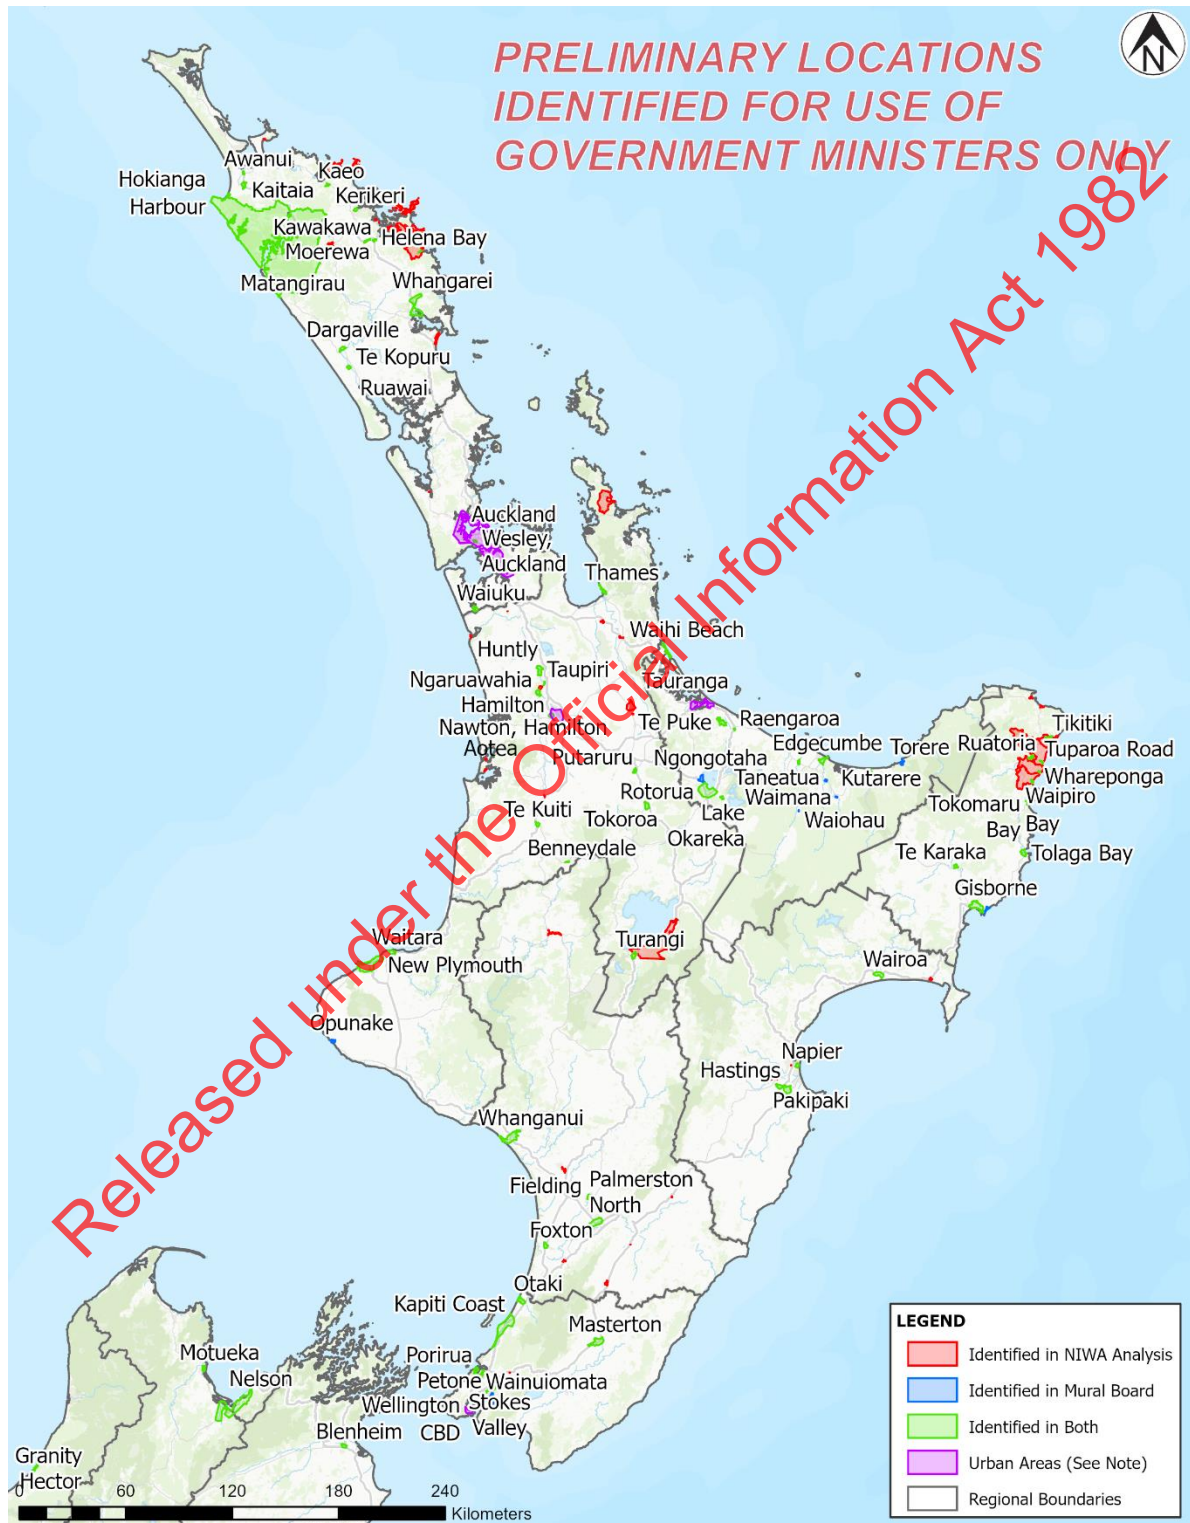 PRELIMINARY LOCATIONS
IDENTIFIED FOR USE OF
GOVERNMENT MINISTERS ONLY
N
Released under the Official Information Act 1982
Awanui
Kaeo
Hokianga
Harbour
Kaitaia
Kerikeri
Kawakawa
Helena Bay
Moerewa
Matangirau
Whangarei
Dargaville
Te Kopuru
Ruawai
Auckland
Wesley,
Auckland
Thames
Waiuku
Waihi Beach
Huntly
Taupiri
Ngaruawahia
Tauranga
Hamilton
Nawton, Hamilton
Te Puke
Raengaroa
Aotea
Putaruru
Ngongotaha
Edgecumbe
Torere
Ruatoria
Tikitiki
Tuparoa Road
Taneatua
Kutarere
Whareponga
Rotorua
Waimana
Waipiro
Bay
Te Kuiti
Tokoroa
Lake
Okareka
Waiohau
Tokomaru
Bay
Benneydale
Te Karaka
Tolaga Bay
Gisborne
Waitara
New Plymouth
Turangi
Wairoa
Opunake
Napier
Hastings
Pakipaki
Whanganui
Fielding
Palmerston
North
Foxton
Otaki
Kapiti Coast
Masterton
Motueka
Nelson
Porirua
Petone
Wainuiomata
Wellington
CBD
Stokes
Valley
Blenheim
Granity
Hector
0 60 120 180 240
Kilometers
LEGEND
Identified in NIWA Analysis
Identified in Mural Board
Identified in Both
Urban Areas (See Note)
Regional Boundaries